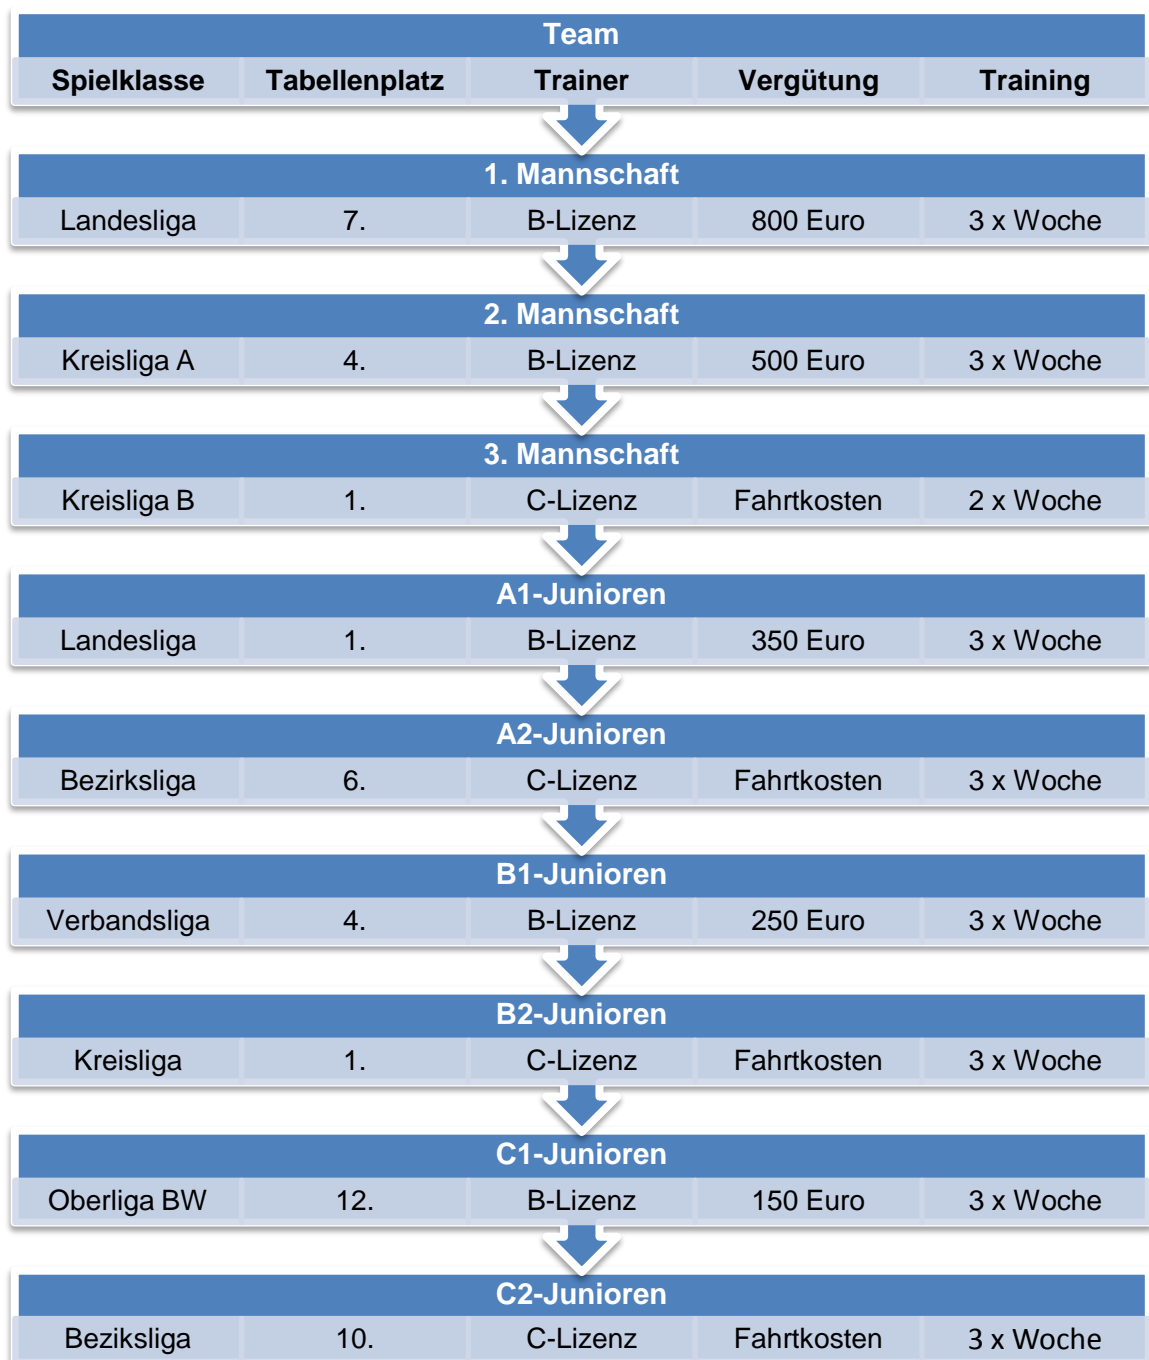 Team
Spielklasse Tabellenplatz Trainer Vergütung Training
1. Mannschaft
Landesliga 7. B-Lizenz 800 Euro 3 x Woche
2. Mannschaft
Kreisliga A 4. B-Lizenz 500 Euro 3 x Woche
3. Mannschaft
Kreisliga B 1. C-Lizenz Fahrtkosten 2 x Woche
A1-Junioren
Landesliga 1. B-Lizenz 350 Euro 3 x Woche
A2-Junioren
Bezirksliga 6. C-Lizenz Fahrtkosten 3 x Woche
B1-Junioren
Verbandsliga 4. B-Lizenz 250 Euro 3 x Woche
B2-Junioren
Kreisliga 1. C-Lizenz Fahrtkosten 3 x Woche
C1-Junioren
Oberliga BW 12. B-Lizenz 150 Euro 3 x Woche
C2-Junioren
Beziksliga 10. C-Lizenz Fahrtkosten 3 x Woche